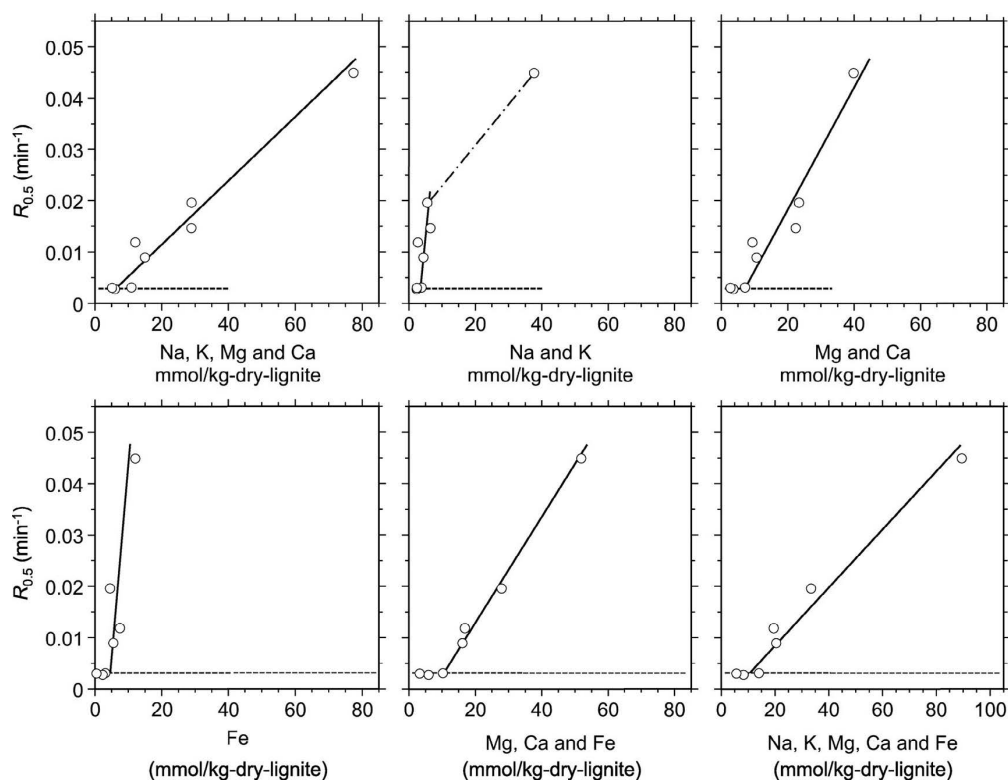 0.05
0.04
0.03
0.02
0.01
0
R0.5 (min-1)
0 20 40 60 80
Na, K, Mg and Ca
mmol/kg-dry-lignite
0 20 40 60 80
Na and K
mmol/kg-dry-lignite
0 20 40 60 80
Mg and Ca
mmol/kg-dry-lignite
0.05
0.04
0.03
0.02
0.01
0
R0.5 (min-1)
0 20 40 60 80
Fe
(mmol/kg-dry-lignite)
0 20 40 60 80
Mg, Ca and Fe
(mmol/kg-dry-lignite)
0 20 40 60 80 100
Na, K, Mg, Ca and Fe
(mmol/kg-dry-lignite)